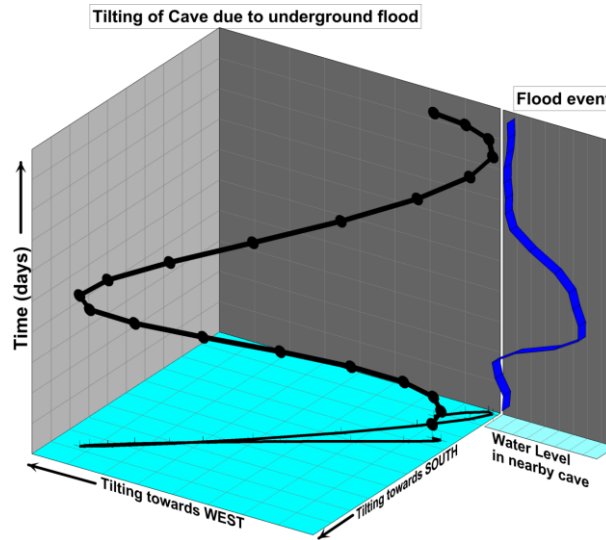 Tilting of Cave due to underground flood
Flood event
Time (days)
Tilting towards WEST
Tilting towards SOUTH
Water Level
in nearby cave